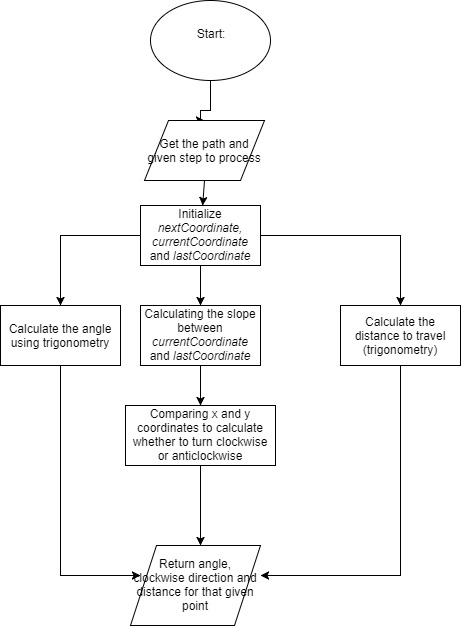 Start:
Get the path and
given step to process
Initialize
nextCoordinate,
currentCoordinate
and lastCoordinate
Calculate the angle
using trigonometry
Calculating the slope
between
currentCoordinate
and lastCoordinate
Calculate the
distance to travel
(trigonometry)
Comparing x and y
coordinates to calculate
whether to turn clockwise
or anticlockwise
Return angle,
clockwise direction and
distance for that given
point